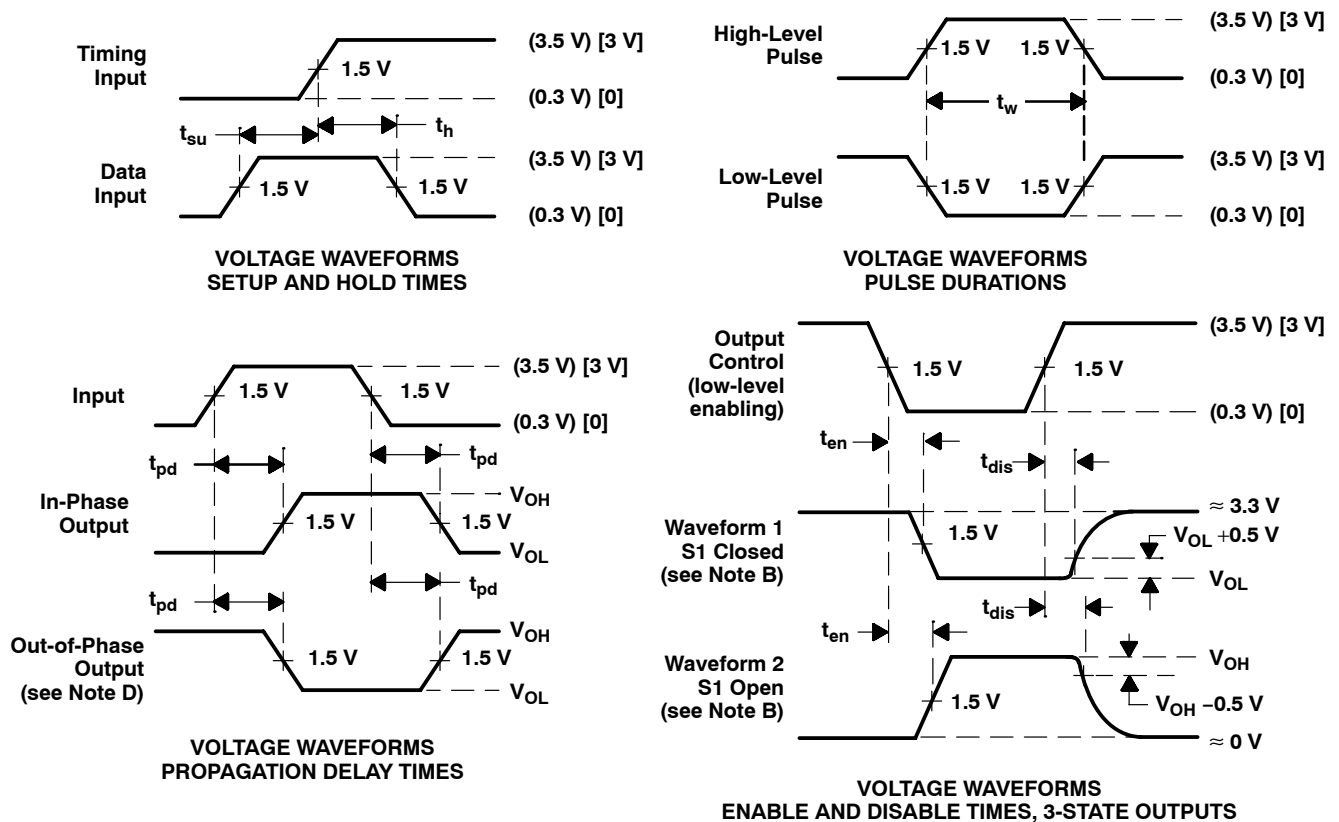 Timing
Input
(3.5 V) [3 V]
1.5 V
(0.3 V) [0]
tsu
th
Data
Input
(3.5 V) [3 V]
1.5 V
1.5 V
(0.3 V) [0]
VOLTAGE WAVEFORMS
SETUP AND HOLD TIMES
High-Level
Pulse
(3.5 V) [3 V]
1.5 V
1.5 V
(0.3 V) [0]
tw
Low-Level
Pulse
(3.5 V) [3 V]
1.5 V
1.5 V
(0.3 V) [0]
VOLTAGE WAVEFORMS
PULSE DURATIONS
Input
(3.5 V) [3 V]
1.5 V
1.5 V
(0.3 V) [0]
tpd
tpd
In-Phase
Output
VOH
1.5 V
1.5 V
VOL
tpd
tpd
Out-of-Phase
Output
(see Note D)
VOH
1.5 V
1.5 V
VOL
VOLTAGE WAVEFORMS
PROPAGATION DELAY TIMES
Output
Control
(low-level
enabling)
(3.5 V) [3 V]
1.5 V
1.5 V
(0.3 V) [0]
ten
tdis
Waveform 1
S1 Closed
(see Note B)
≈ 3.3 V
1.5 V
VOL +0.5 V
VOL
ten
tdis
Waveform 2
S1 Open
(see Note B)
VOH
1.5 V
VOH −0.5 V
≈ 0 V
VOLTAGE WAVEFORMS
ENABLE AND DISABLE TIMES, 3-STATE OUTPUTS